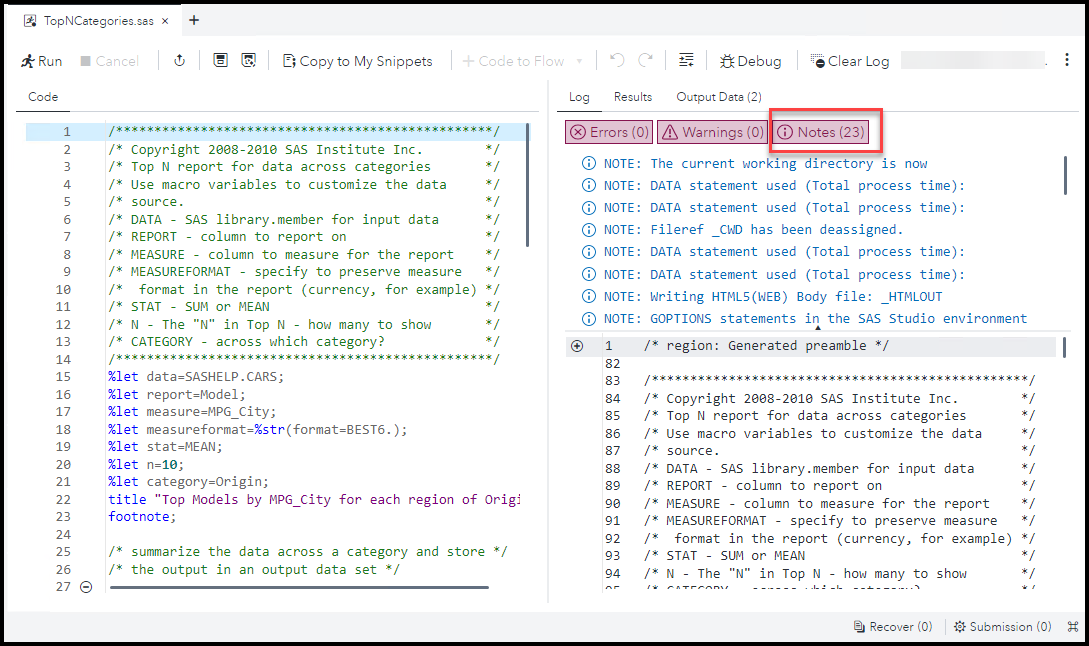 TopNCategories.sas × +
Run Cancel Copy to My Snippets + Code to Flow Debug Clear Log
Code
1 /*************************************************/
2 /* Copyright 2008-2010 SAS Institute Inc. */
3 /* Top N report for data across categories */
4 /* Use macro variables to customize the data */
5 /* source. */
6 /* DATA - SAS library.member for input data */
7 /* REPORT - column to report on */
8 /* MEASURE - column to measure for the report */
9 /* MEASUREFORMAT - specify to preserve measure */
10 /* format in the report (currency, for example) */
11 /* STAT - SUM or MEAN */
12 /* N - The "N" in Top N - how many to show */
13 /* CATEGORY - across which category? */
14 /*************************************************/
15 %let data=SASHELP.CARS;
16 %let report=Model;
17 %let measure=MPG_City;
18 %let measureformat=%str(format=BEST6.);
19 %let stat=MEAN;
20 %let n=10;
21 %let category=Origin;
22 title "Top Models by MPG_City for each region of Origi
23 footnote;
24
25 /* summarize the data across a category and store */
26 /* the output in an output data set */
27
Log Results Output Data (2)
Errors (0) Warnings (0) Notes (23)
NOTE: The current working directory is now
NOTE: DATA statement used (Total process time):
NOTE: DATA statement used (Total process time):
NOTE: Fileref _CWD has been deassigned.
NOTE: DATA statement used (Total process time):
NOTE: DATA statement used (Total process time):
NOTE: Writing HTML5(WEB) Body file: _HTMLOUT
NOTE: GOPTIONS statements in the SAS Studio environment
1 /* region: Generated preamble */
82
83 /*************************************************/
84 /* Copyright 2008-2010 SAS Institute Inc. */
85 /* Top N report for data across categories */
86 /* Use macro variables to customize the data */
87 /* source. */
88 /* DATA - SAS library.member for input data */
89 /* REPORT - column to report on */
90 /* MEASURE - column to measure for the report */
91 /* MEASUREFORMAT - specify to preserve measure */
92 /* format in the report (currency, for example) */
93 /* STAT - SUM or MEAN */
94 /* N - The "N" in Top N - how many to show */
95 /* CATEGORY - across which category? */
Recover (0) Submission (0)